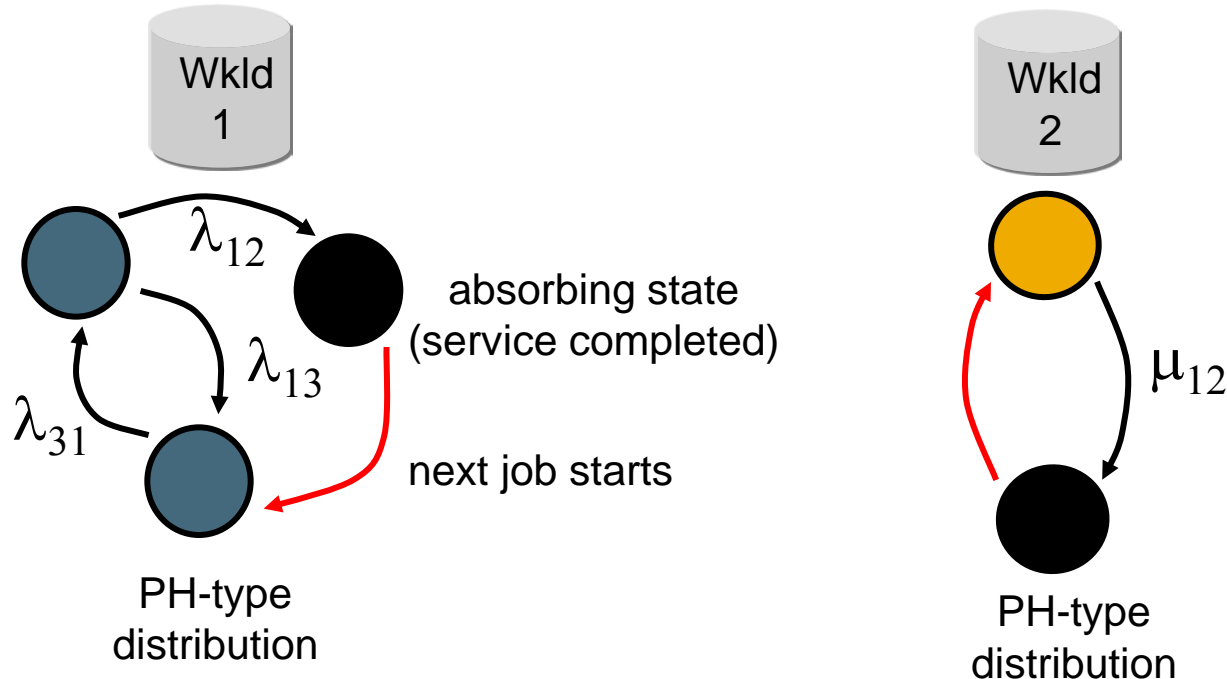 Wkld
1
Wkld
2
λ12
absorbing state
(service completed)
λ13
λ31
next job starts
μ12
PH-type
distribution
PH-type
distribution